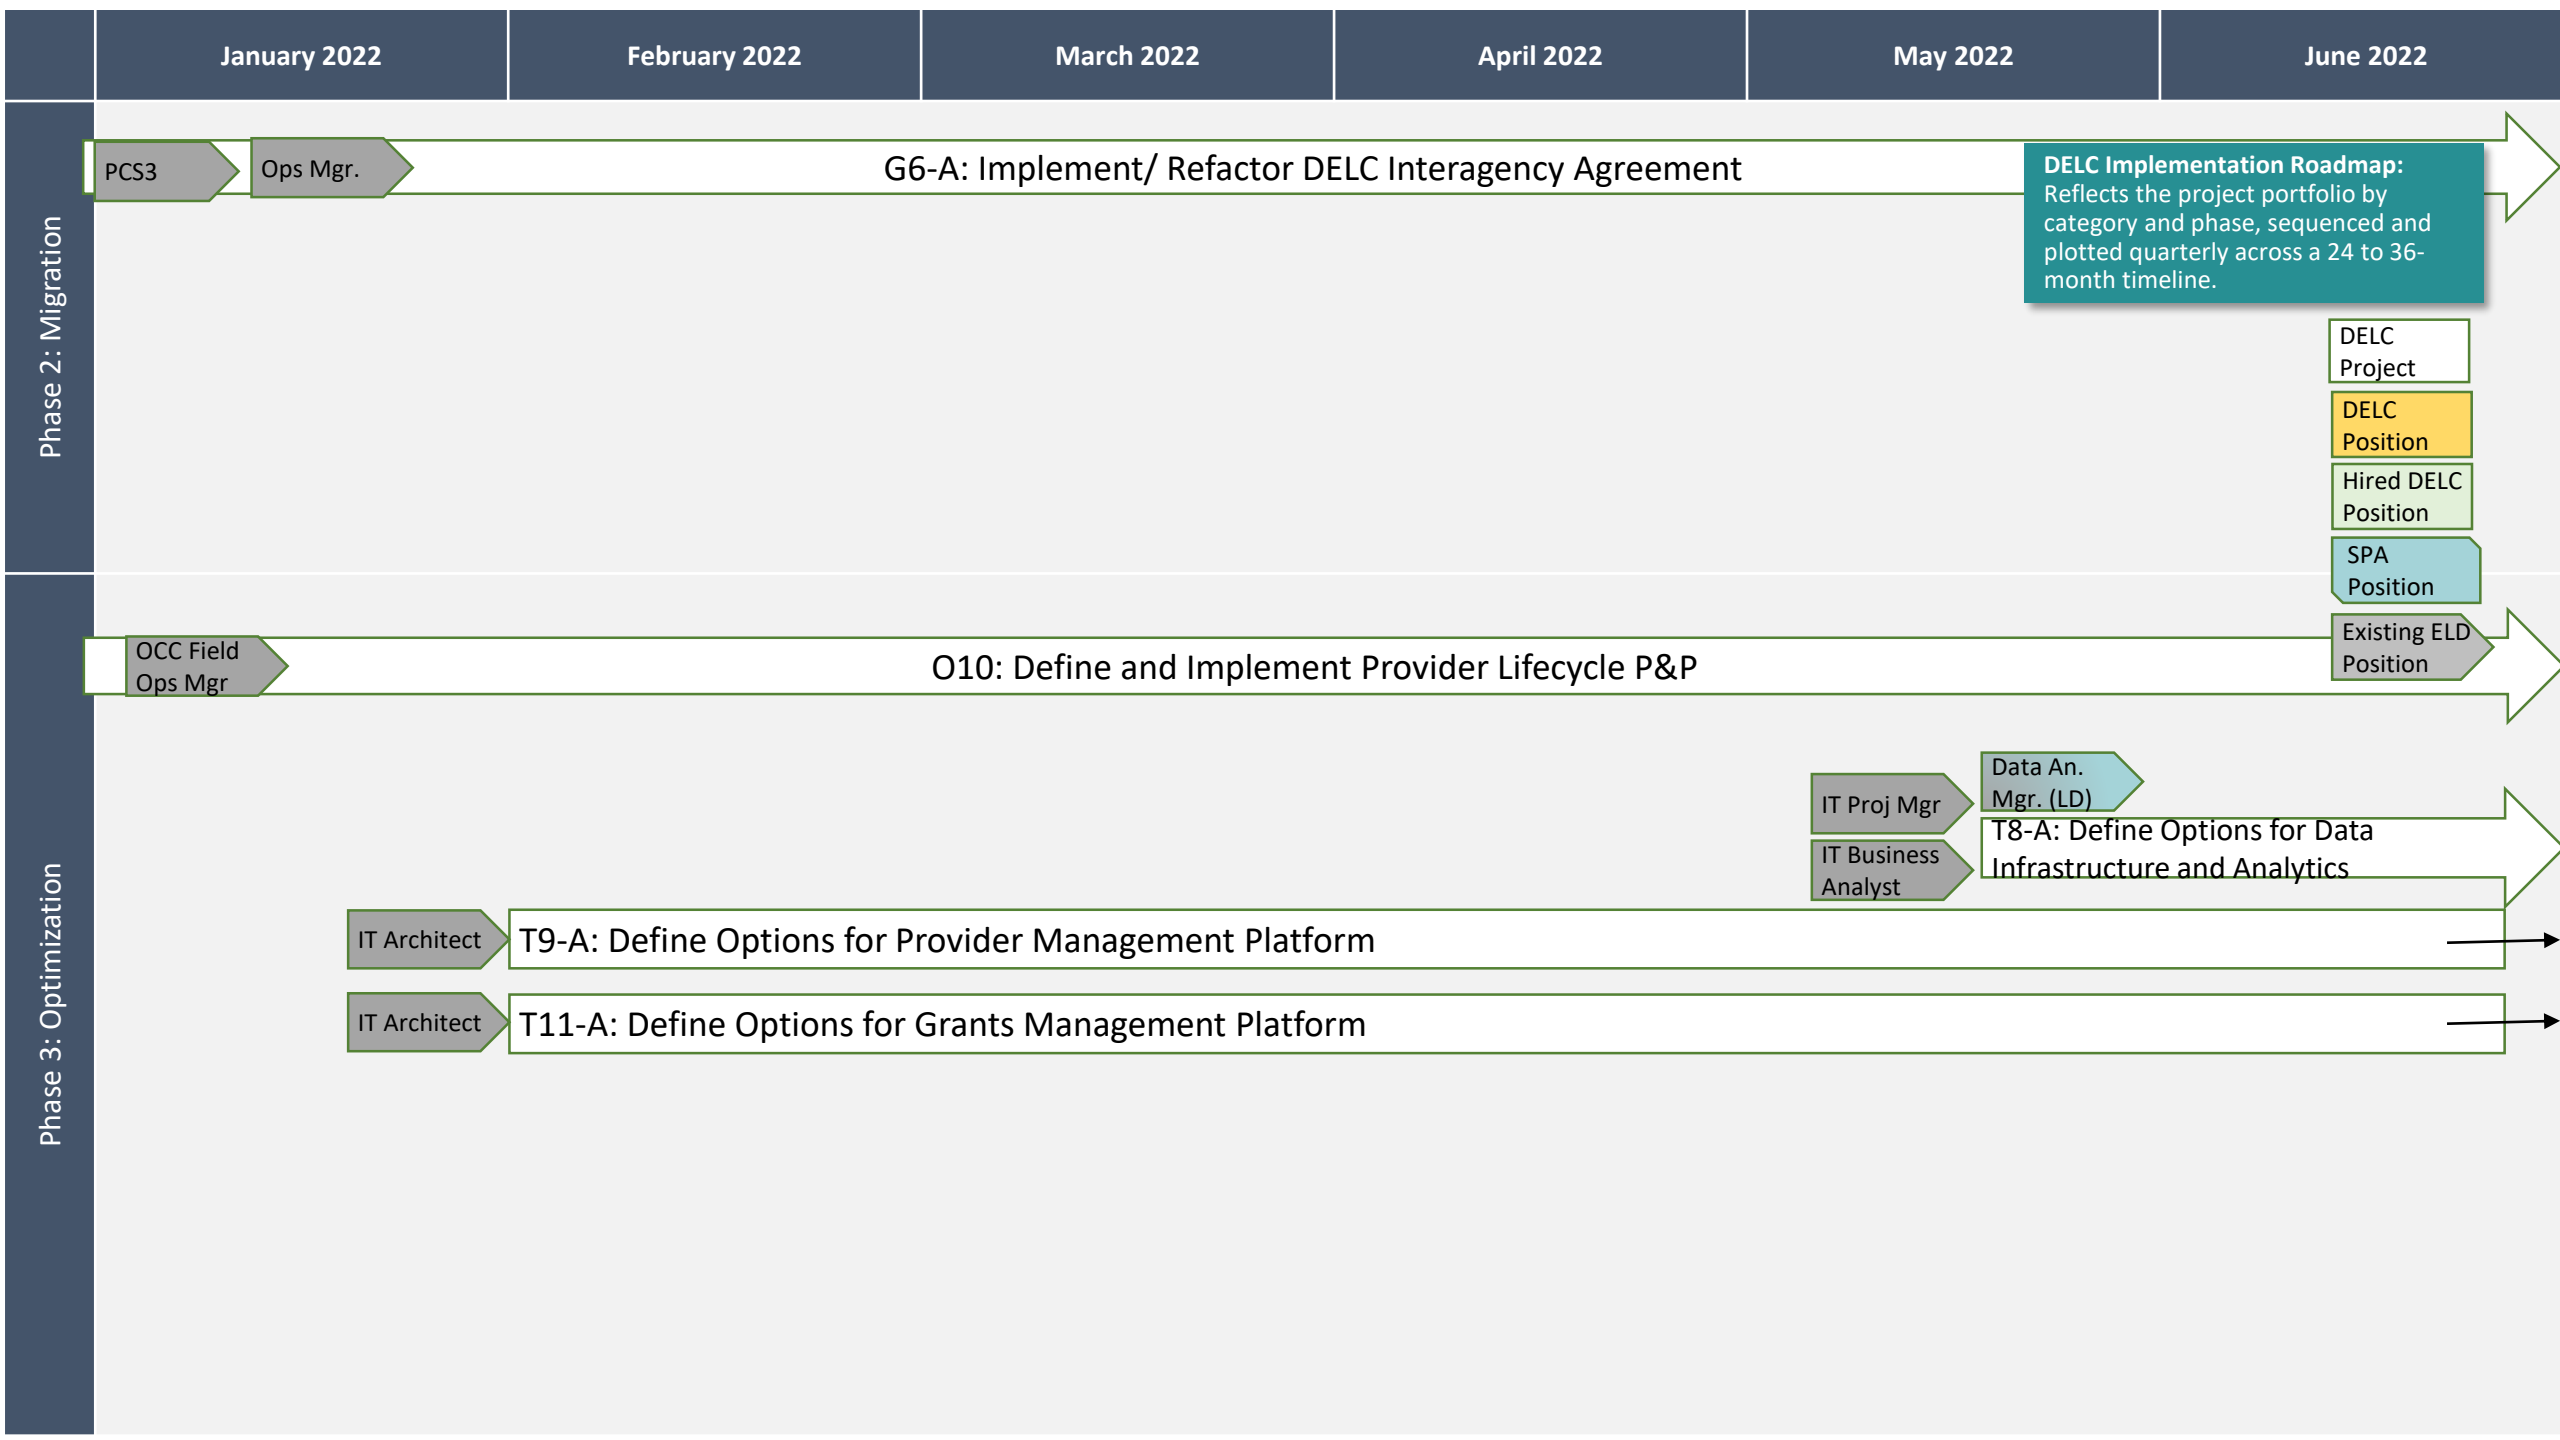 January 2022
February 2022
March 2022
April 2022
May 2022
June 2022
Phase 2: Migration
PCS3
Ops Mgr.
G6-A: Implement/ Refactor DELC Interagency Agreement
DELC Implementation Roadmap:
Reflects the project portfolio by
category and phase, sequenced and
plotted quarterly across a 24 to 36-
month timeline.
DELC
Project
DELC
Position
Hired DELC
Position
SPA
Position
Existing ELD
Position
Phase 3: Optimization
OCC Field
Ops Mgr
O10: Define and Implement Provider Lifecycle P&P
IT Proj Mgr
Data An.
Mgr. (LD)
IT Business
Analyst
T8-A: Define Options for Data
Infrastructure and Analytics
IT Architect
T9-A: Define Options for Provider Management Platform
IT Architect
T11-A: Define Options for Grants Management Platform